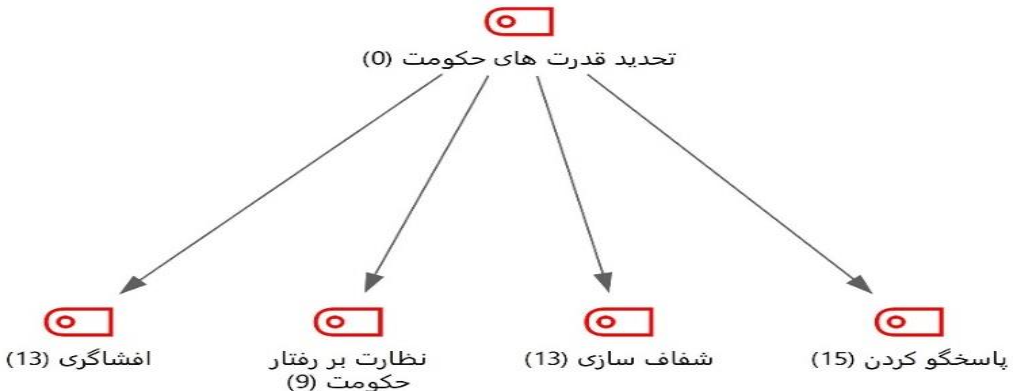 تحدید قدرت های حکومت (0)
پاسخگو کردن (15)
شفاف سازی (13)
نظارت بر رفتار
حکومت (9)
افشاگری (13)